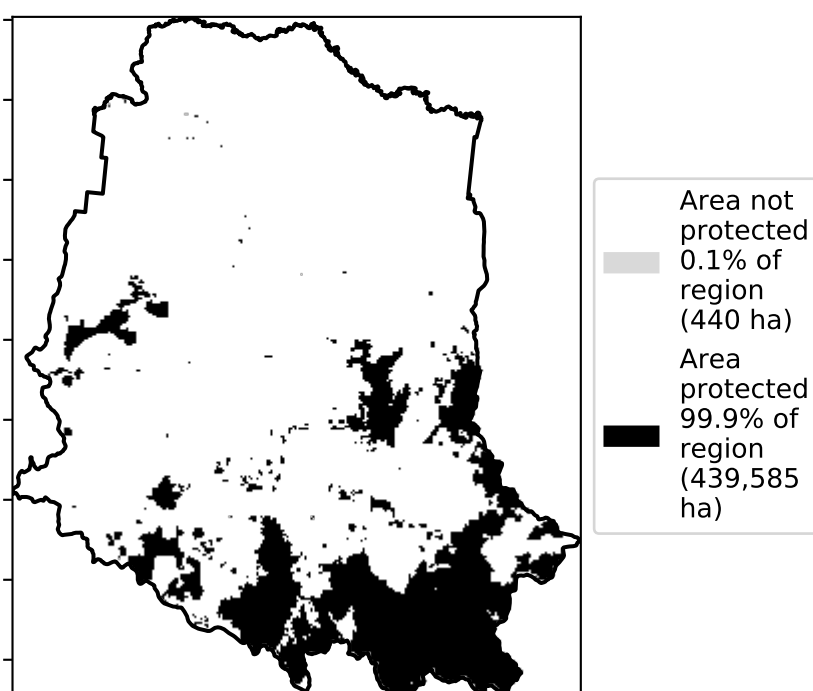 Area not
protected
0.1% of
region
(440 ha)
Area
protected
99.9% of
region
(439,585
ha)